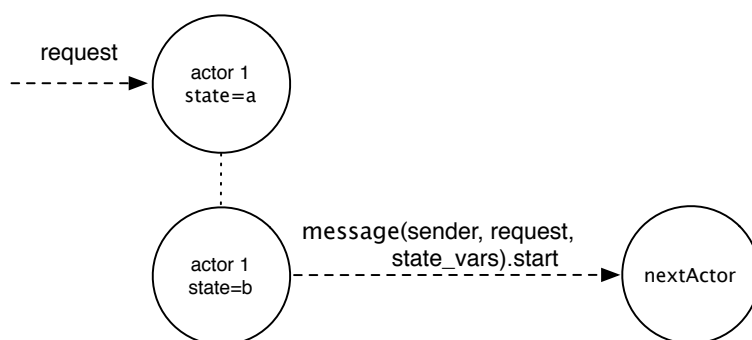 request
actor 1
state=a
actor 1
state=b
message(sender, request,
state_vars).start
nextActor